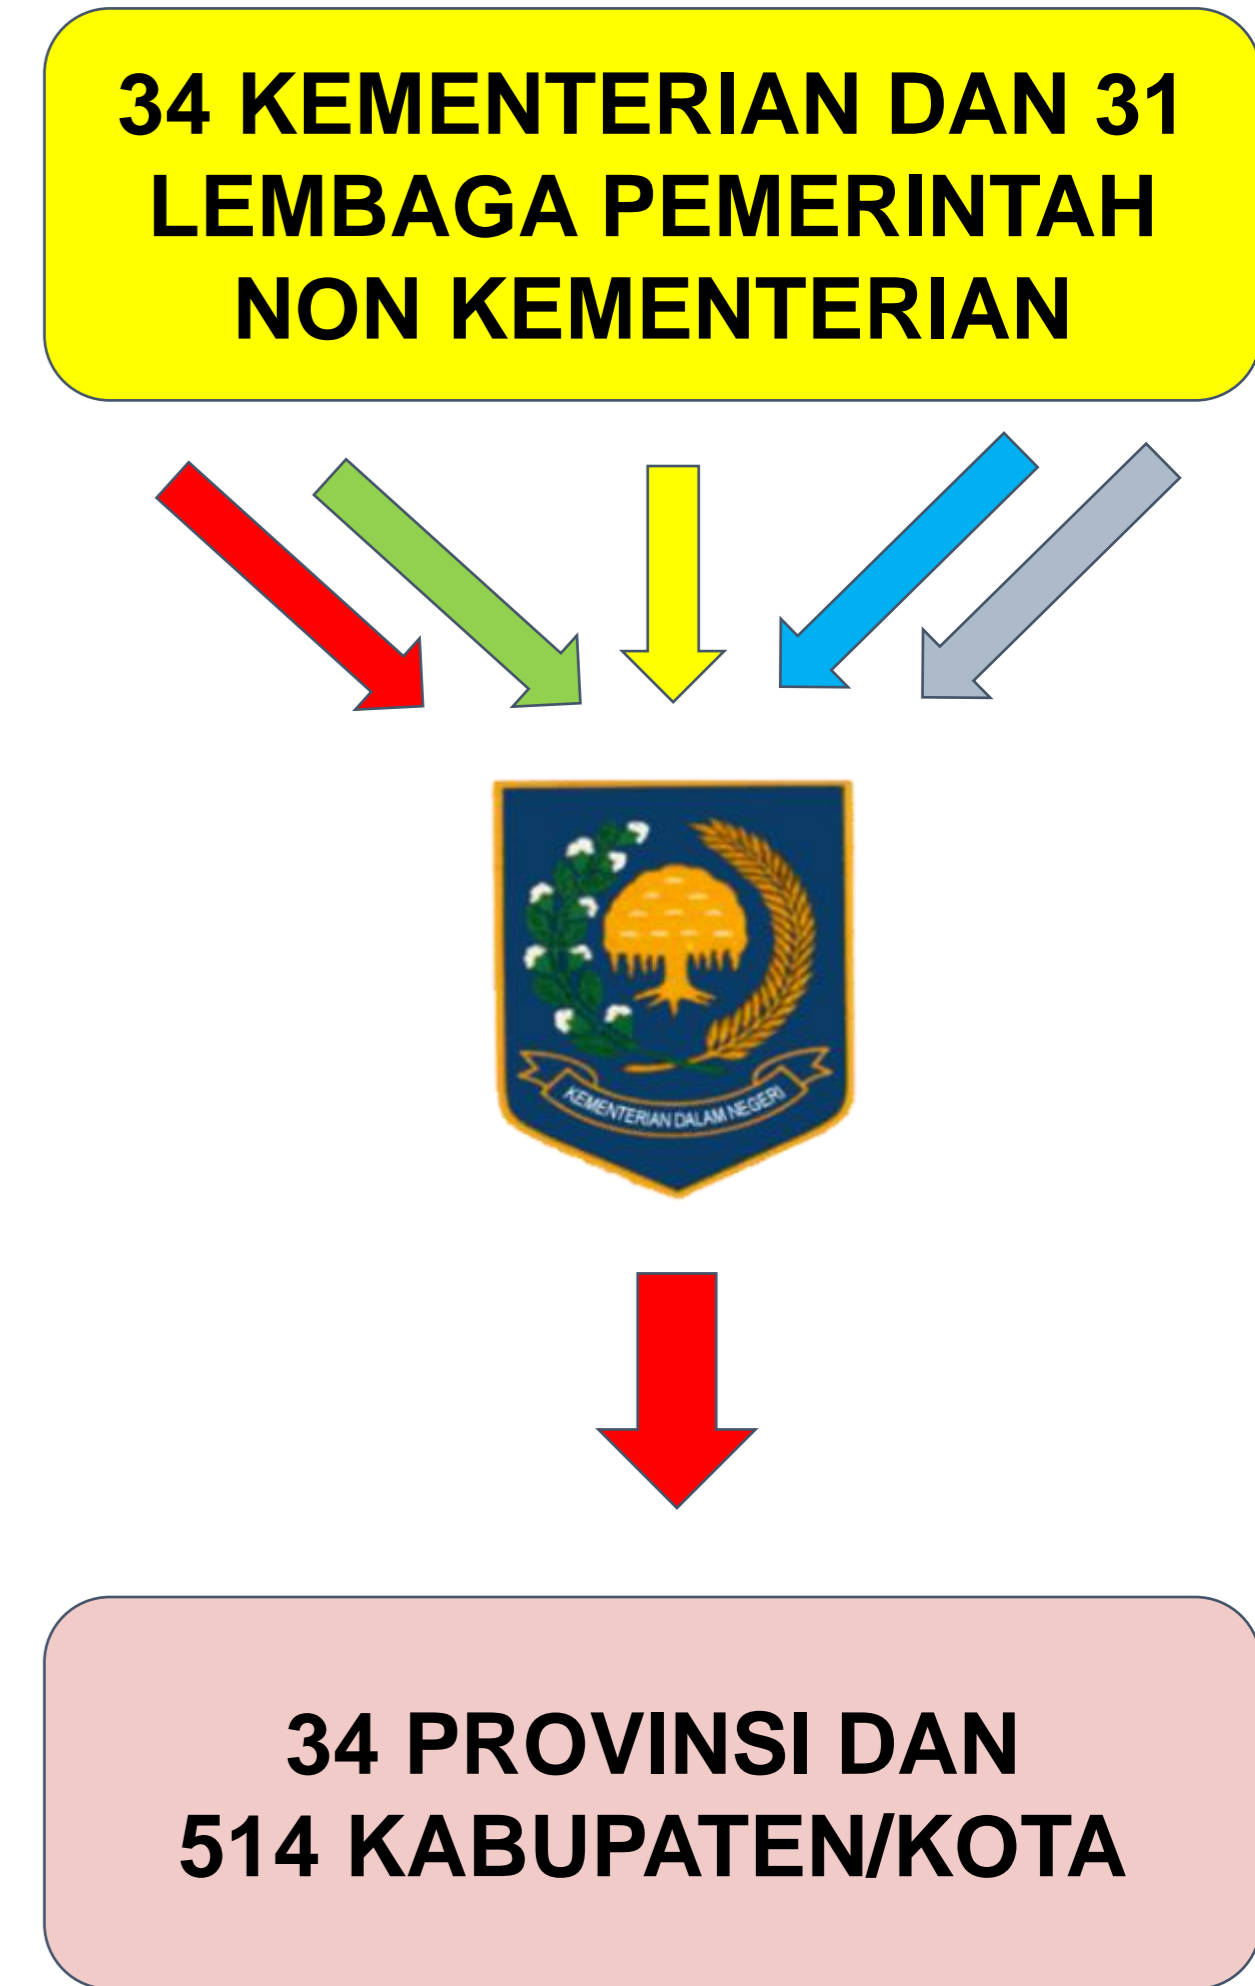 34 KEMENTERIAN DAN 31
LEMBAGA PEMERINTAH
NON KEMENTERIAN
KEMENTERIAN DALAM NEGERI
34 PROVINSI DAN
514 KABUPATEN/KOTA